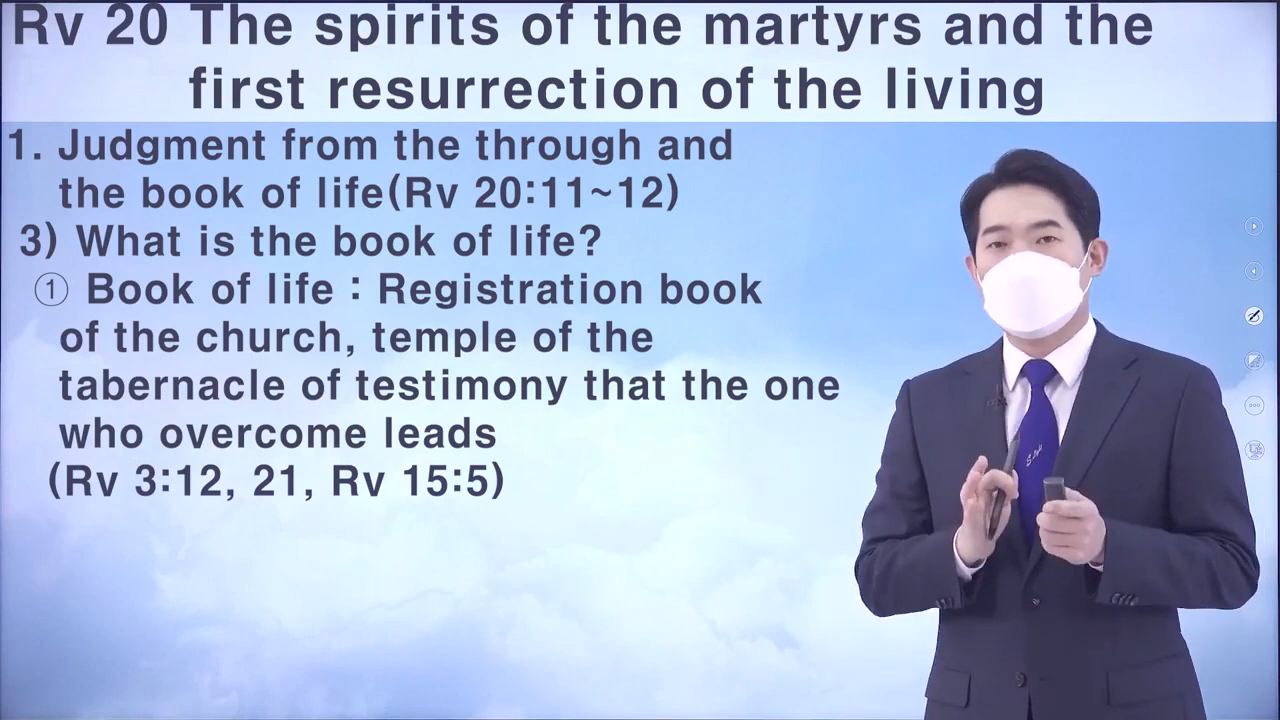 Rv 20 The spirits of the martyrs and the
first resurrection of the living
1. Judgment from the through and
the book of life(Rv 20:11~12)
3) What is the book of life?
① Book of life : Registration book
of the church, temple of the
tabernacle of testimony that the one
who overcome leads
(Rv 3:12, 21, Rv 15:5)